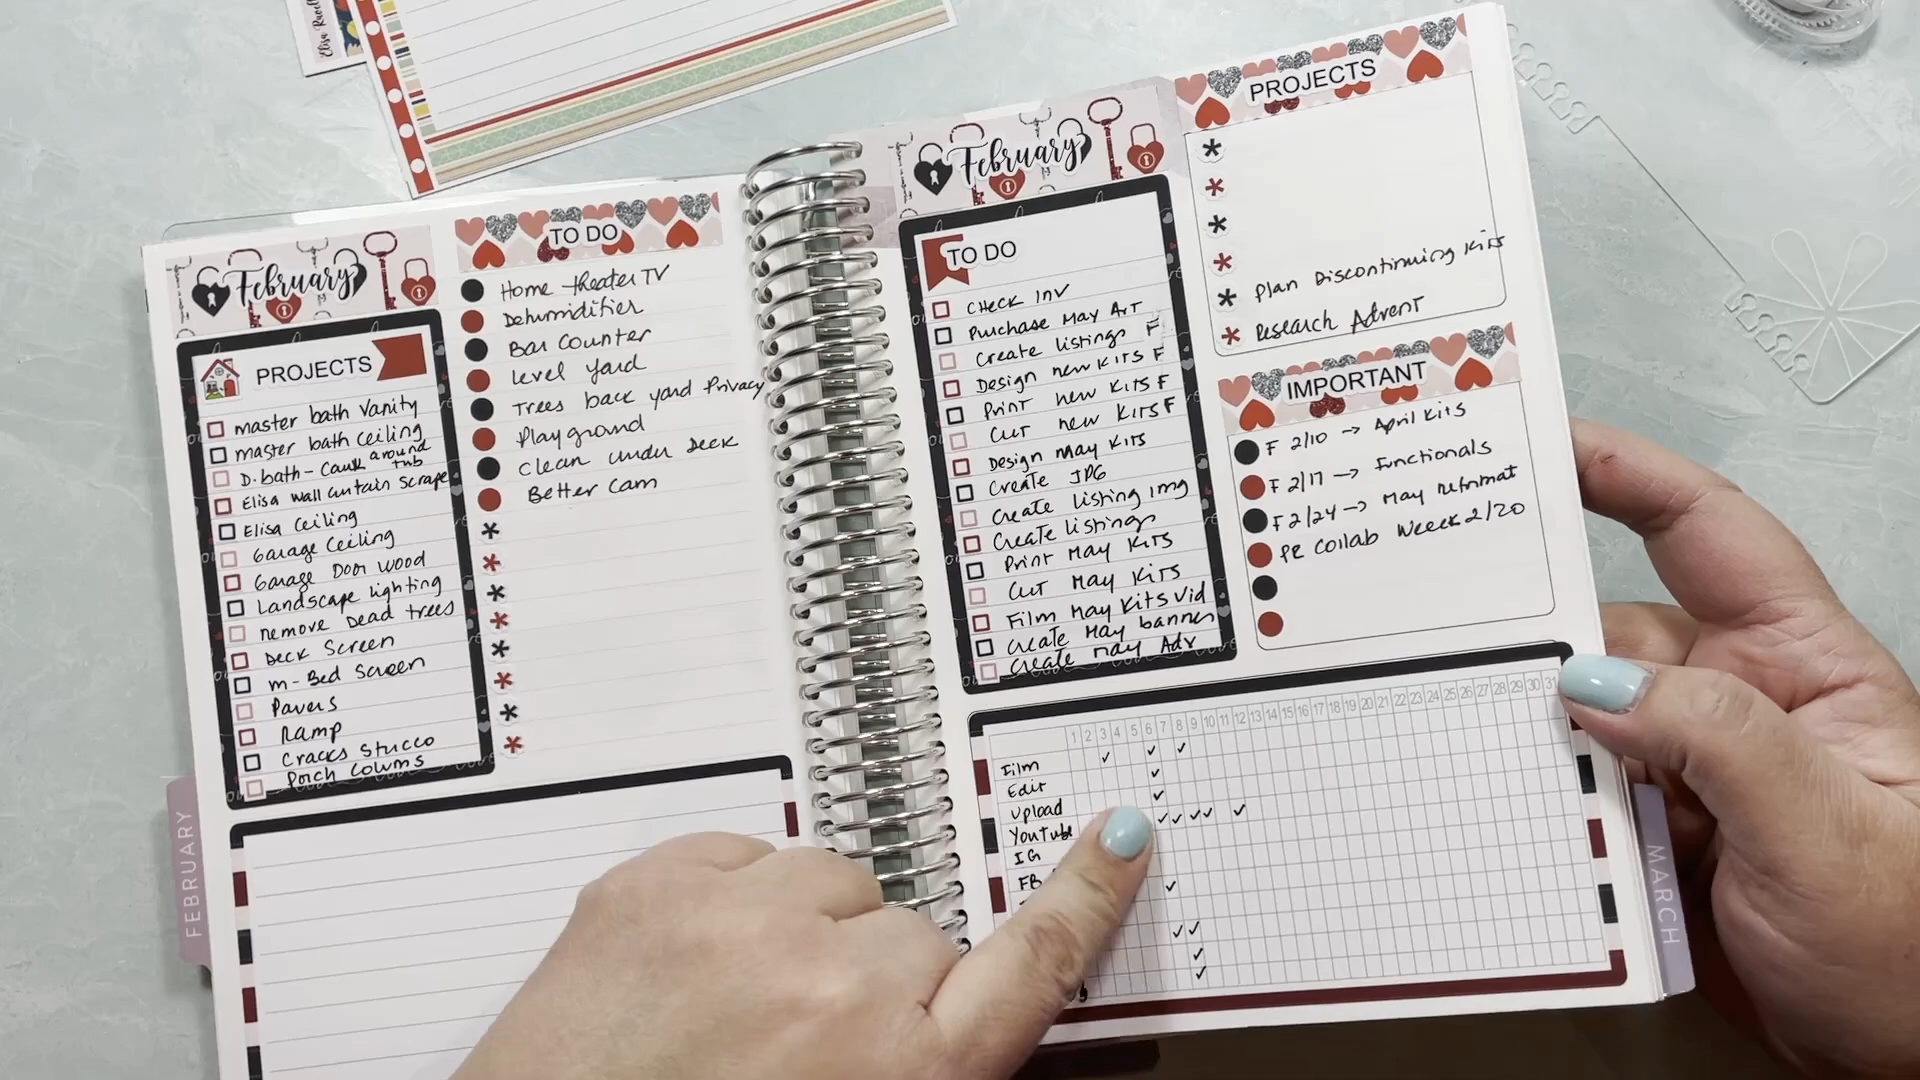 Elisa
FEBRUARY
February
PROJECTS
master bath vanity
master bath ceiling
D. bath - Caulk around tub
Elisa wall curtain scrape
Elisa Ceiling
Garage Ceiling
Garage Door wood
Landscape lighting
remove Dead trees
Deck Screen
m-Bed Screen
Pavers
Ramp
Cracks Stucco
Porch Colums
TO DO
Home theater TV
Dehumidifier
Bar Counter
Level Yard
Trees back yard Privacy
Playground
Clean under Deck
Better Cam
February
TO DO
CHECK INV
Purchase May Art
Create listings F
Design new Kits F
Print new Kits F
Cut new Kits F
Design May Kits
Create JPG
Create listing img
Create listings
Print May Kits
Cut May Kits
Film May Kits Vid
Create May banner
Create May Adv
PROJECTS
Plan Discontinuing Kits
Research Advent
IMPORTANT
F 2/10 → April Kits
F 2/17 → Functionals
F 2/24 → May reformat
PR Collab Weeek 2/20
1 2 3 4 5 6 7 8 9 10 11 12 13 14 15 16 17 18 19 20 21 22 23 24 25 26 27 28 29 30 31
Film
Edit
Upload
YouTube
IG
FB
MARCH